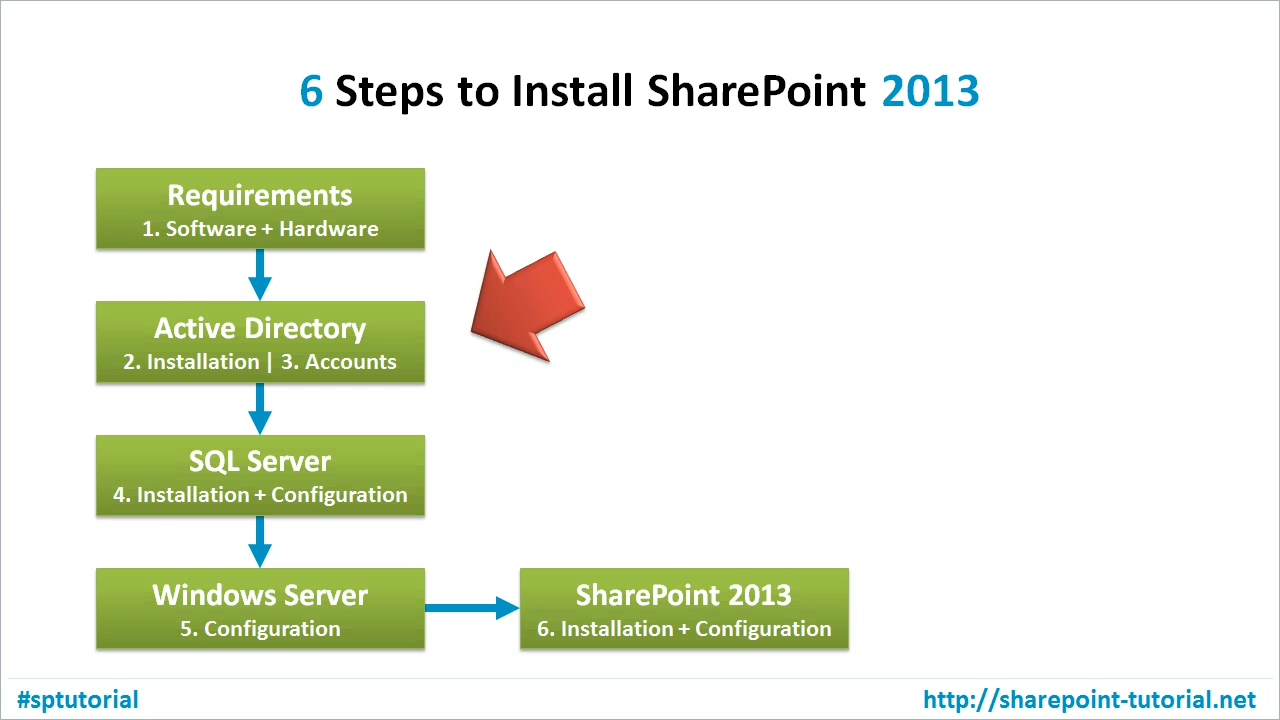 6 Steps to Install SharePoint 2013
Requirements
1. Software + Hardware
Active Directory
2. Installation | 3. Accounts
SQL Server
4. Installation + Configuration
Windows Server
5. Configuration
SharePoint 2013
6. Installation + Configuration
#sptutorial
http://sharepoint-tutorial.net